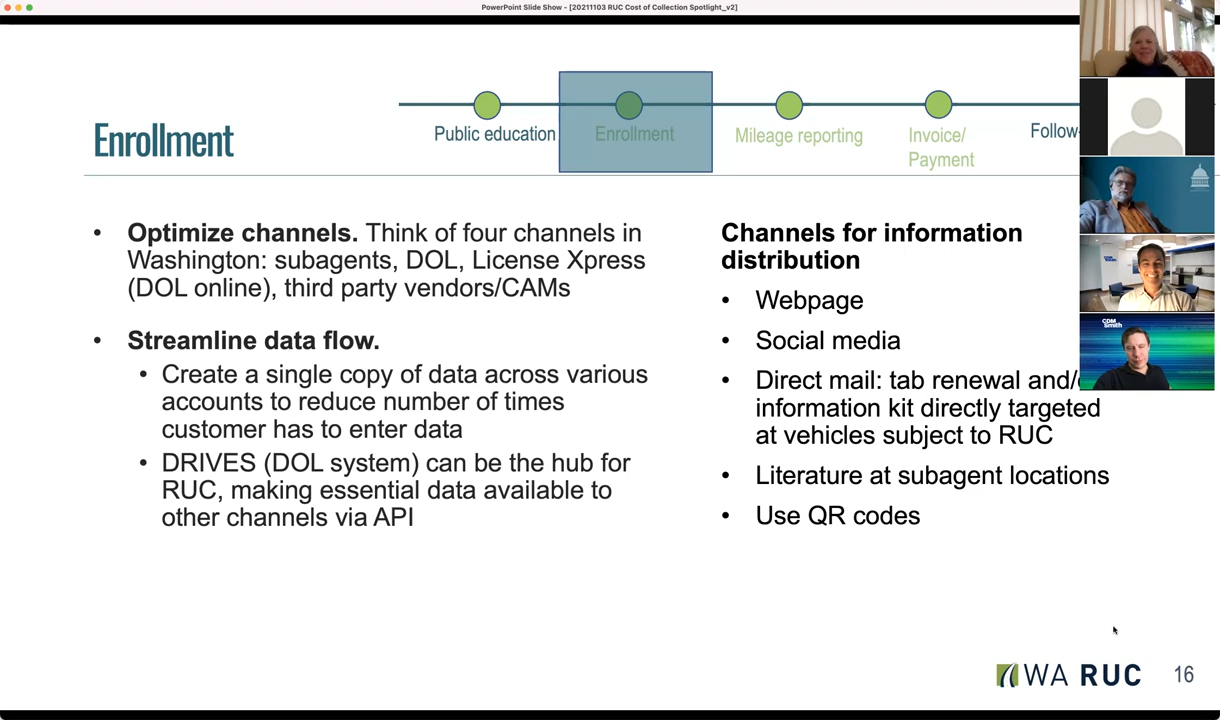 PowerPoint Slide Show - [20211103 RUC Cost of Collection Spotlight_v2]
Enrollment
Public education
Enrollment
Mileage reporting
Invoice/
Payment
Follow-
• Optimize channels. Think of four channels in
Washington: subagents, DOL, License Xpress
(DOL online), third party vendors/CAMs
• Streamline data flow.
• Create a single copy of data across various
accounts to reduce number of times
customer has to enter data
• DRIVES (DOL system) can be the hub for
RUC, making essential data available to
other channels via API
Channels for information
distribution
• Webpage
• Social media
• Direct mail: tab renewal and/
information kit directly targeted
at vehicles subject to RUC
• Literature at subagent locations
• Use QR codes
CDM
Smith
WA RUC
16